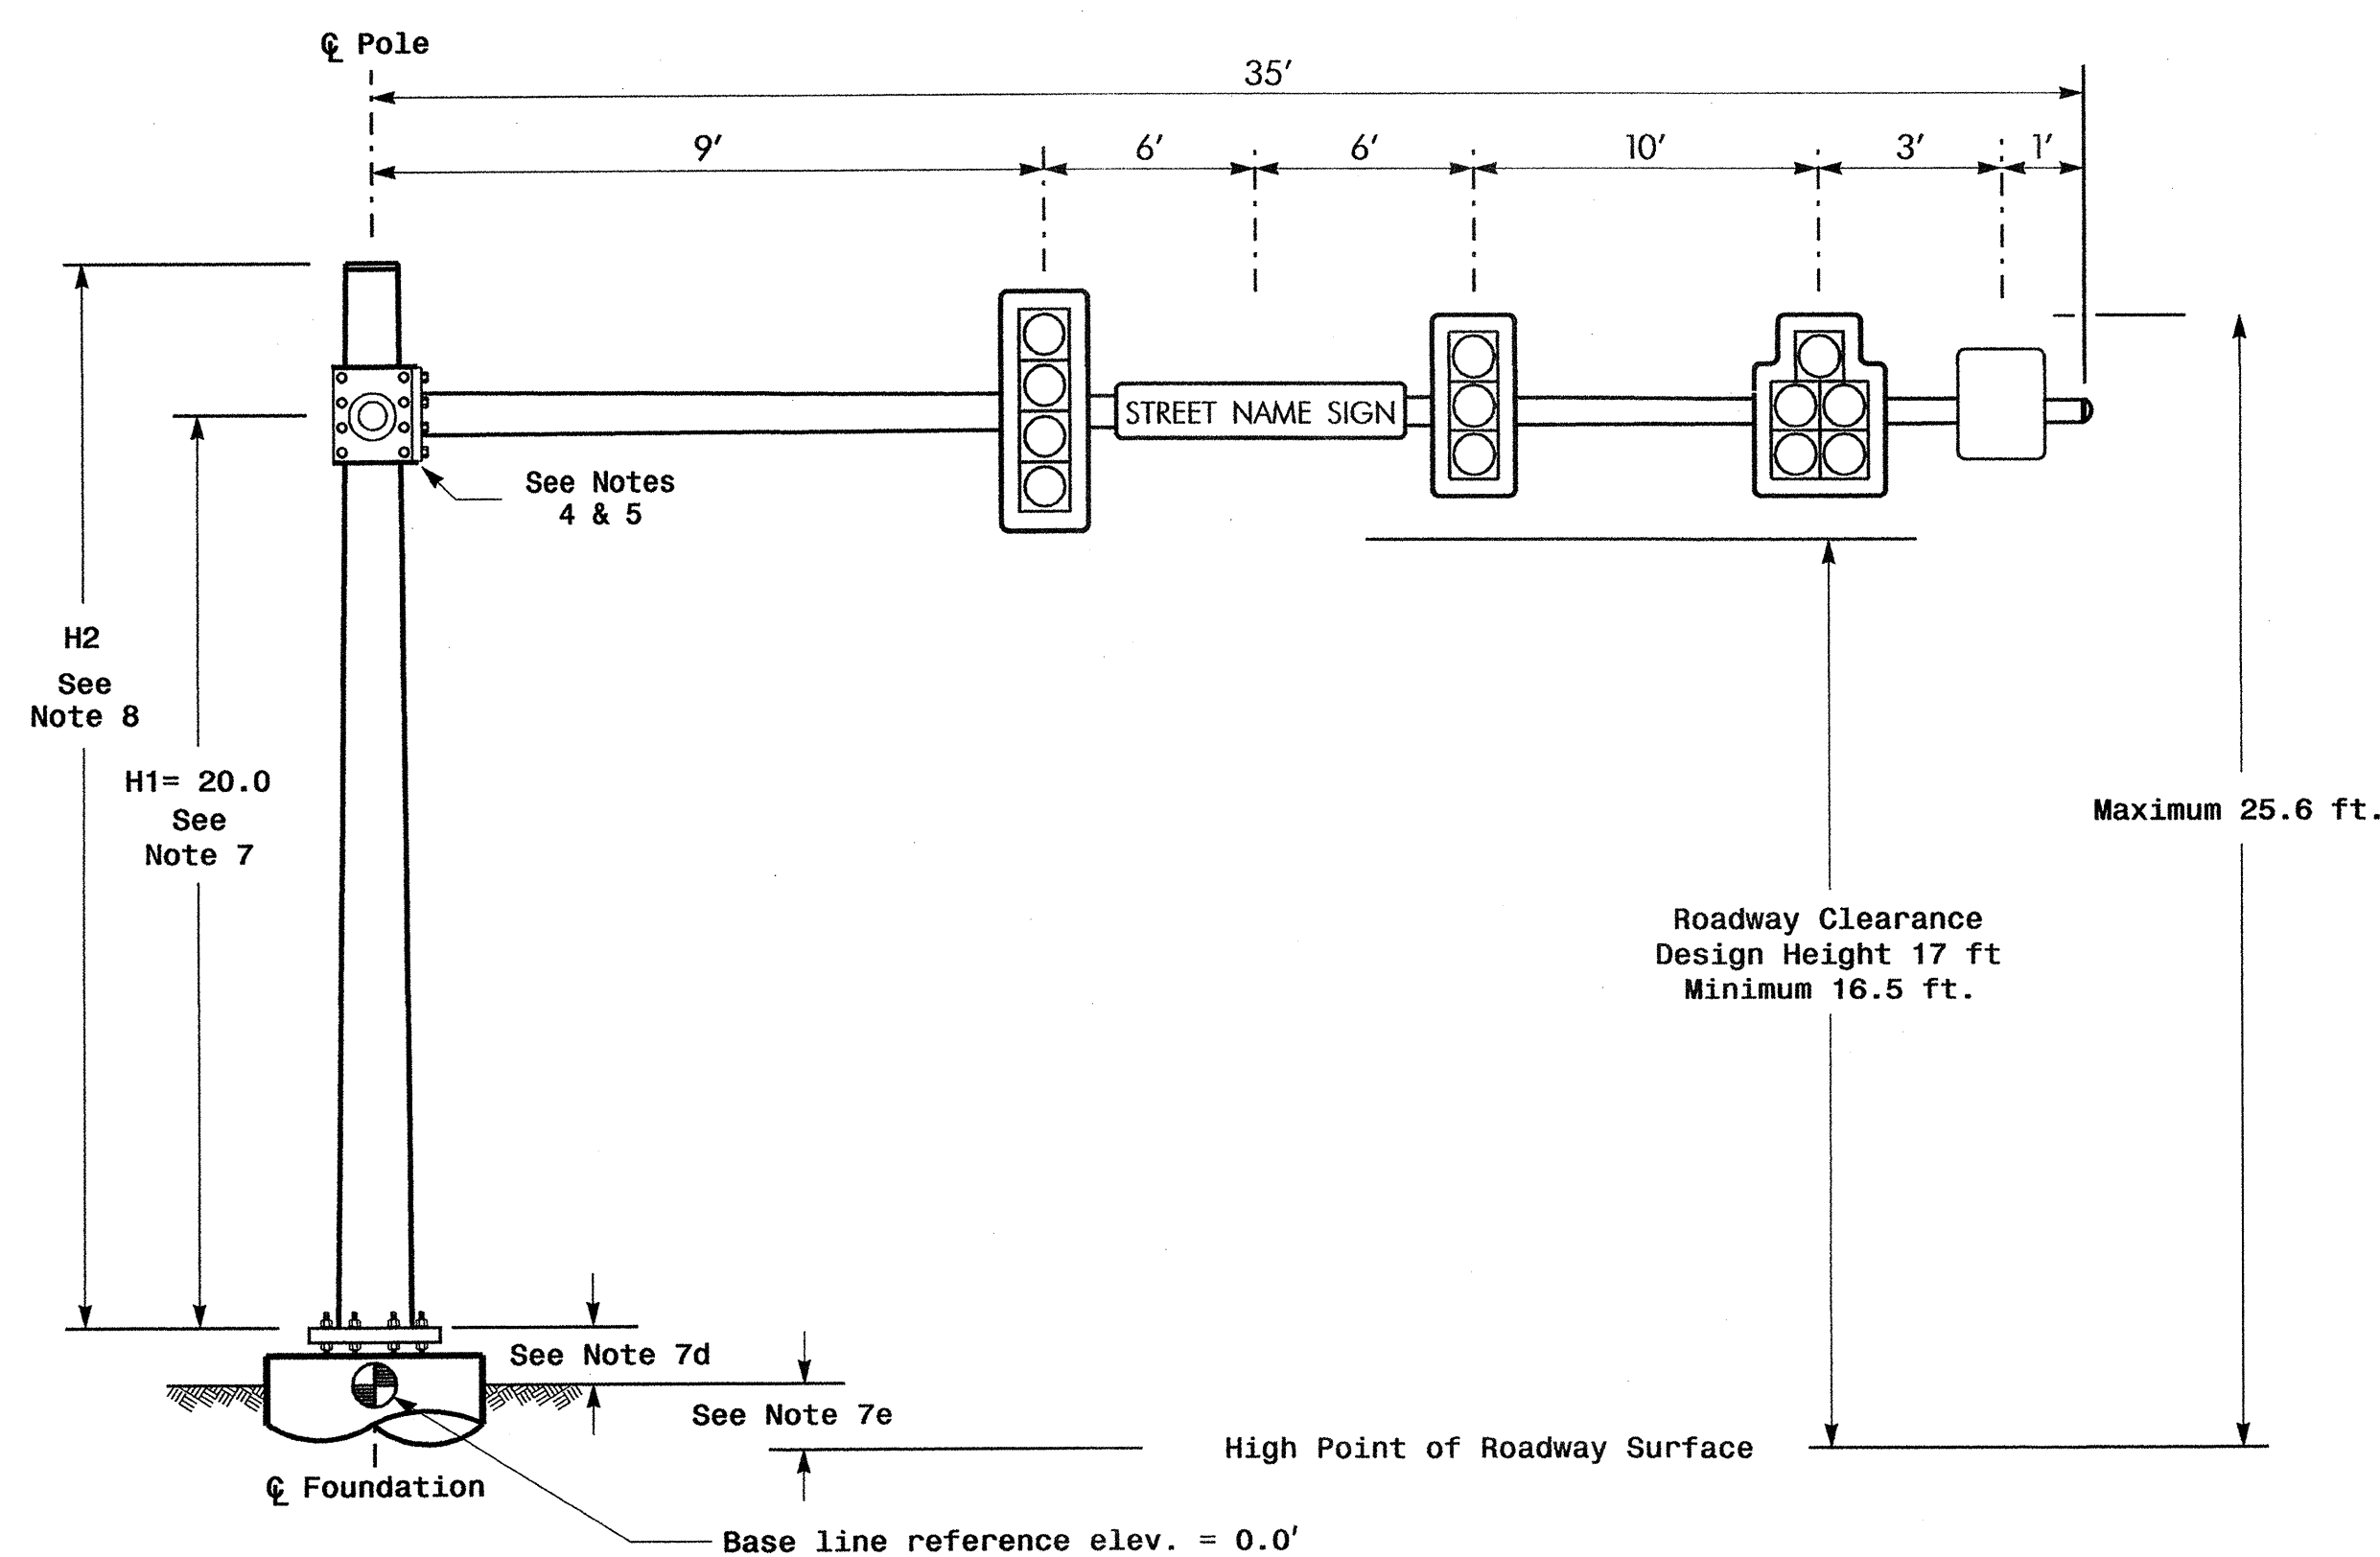 ℄ Pole
35'
9'
6'
6'
10'
3'
1'
STREET NAME SIGN
See Notes
4 & 5
H2
See
Note 8
H1= 20.0
See
Note 7
Maximum 25.6 ft.
Roadway Clearance
Design Height 17 ft
Minimum 16.5 ft.
See Note 7d
See Note 7e
High Point of Roadway Surface
℄ Foundation
Base line reference elev. = 0.0'